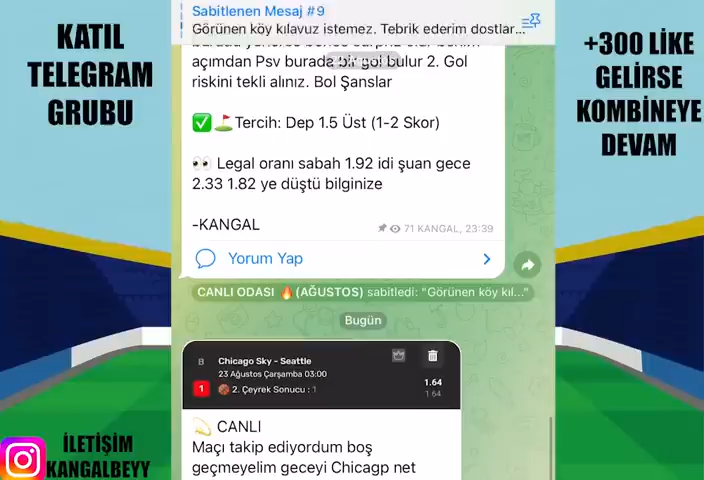 KATIL
TELEGRAM
GRUBU
Sabitlenen Mesaj #9
Görünen köy kılavuz istemez. Tebrik ederim dostlar...
açımdan Psv burada bir gol bulur 2. Gol
riskini tekli alınız. Bol Şanslar
✅⛳Tercih: Dep 1.5 Üst (1-2 Skor)
👀 Legal oranı sabah 1.92 idi şuan gece
2.33 1.82 ye düştü bilginize
-KANGAL
71 KANGAL, 23:39
Yorum Yap
CANLI ODASI 🔥(AĞUSTOS) sabitledi: "Görünen köy kıl..."
Bugün
B Chicago Sky - Seattle
23 Ağustos Çarşamba 03:00
1 🏀 2. Çeyrek Sonucu : 1
1.64
1.64
💫 CANLI
Maçı takip ediyordum boş
geçmeyelim geceyi Chicagp net
+300 LİKE
GELİRSE
KOMBİNEYE
DEVAM
İLETİŞİM
KANGALBEYY